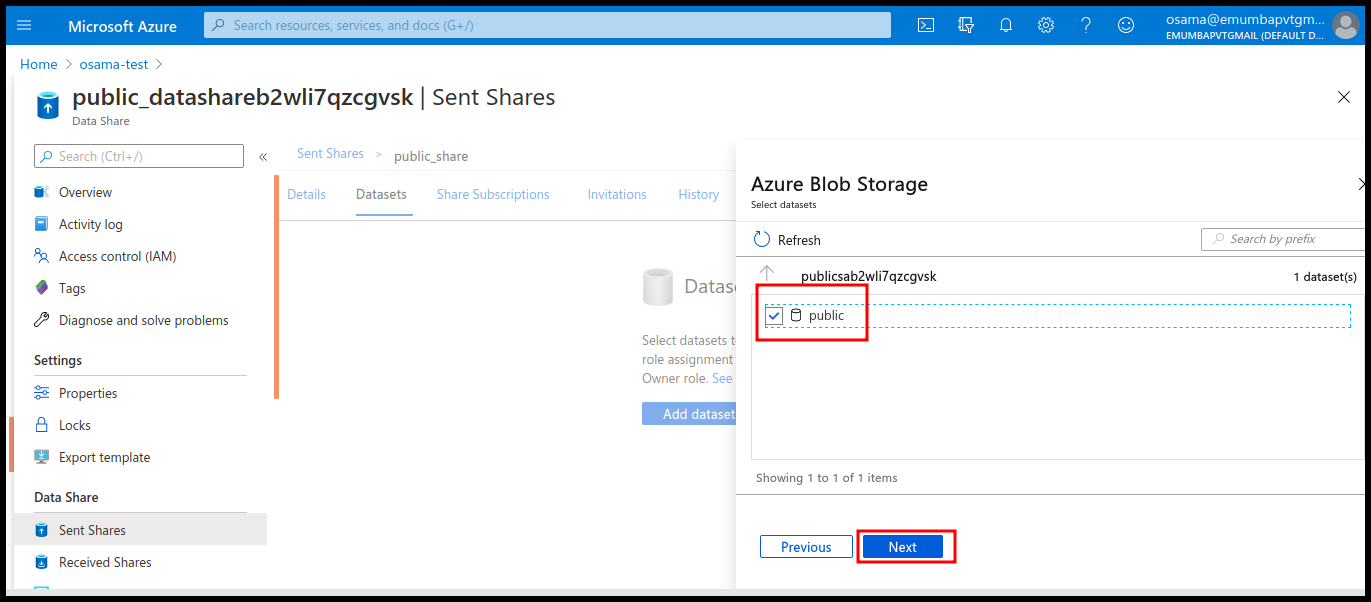 Microsoft Azure
Search resources, services, and docs (G+/)
osama@emumbapvtgm...
EMUMBAPVTGMAIL (DEFAULT D...
Home > osama-test >
public_datashareb2wli7qzcgvsk | Sent Shares
Data Share
Search (Ctrl+/)
«
Overview
Activity log
Access control (IAM)
Tags
Diagnose and solve problems
Settings
Properties
Locks
Export template
Data Share
Sent Shares
Received Shares
Sent Shares > public_share
Details
Datasets
Share Subscriptions
Invitations
History
Select datasets t
role assignment
Owner role. See
Add dataset
Azure Blob Storage
Select datasets
Refresh
Search by prefix
publicsab2wli7qzcgvsk
1 dataset(s)
public
Showing 1 to 1 of 1 items
Previous
Next